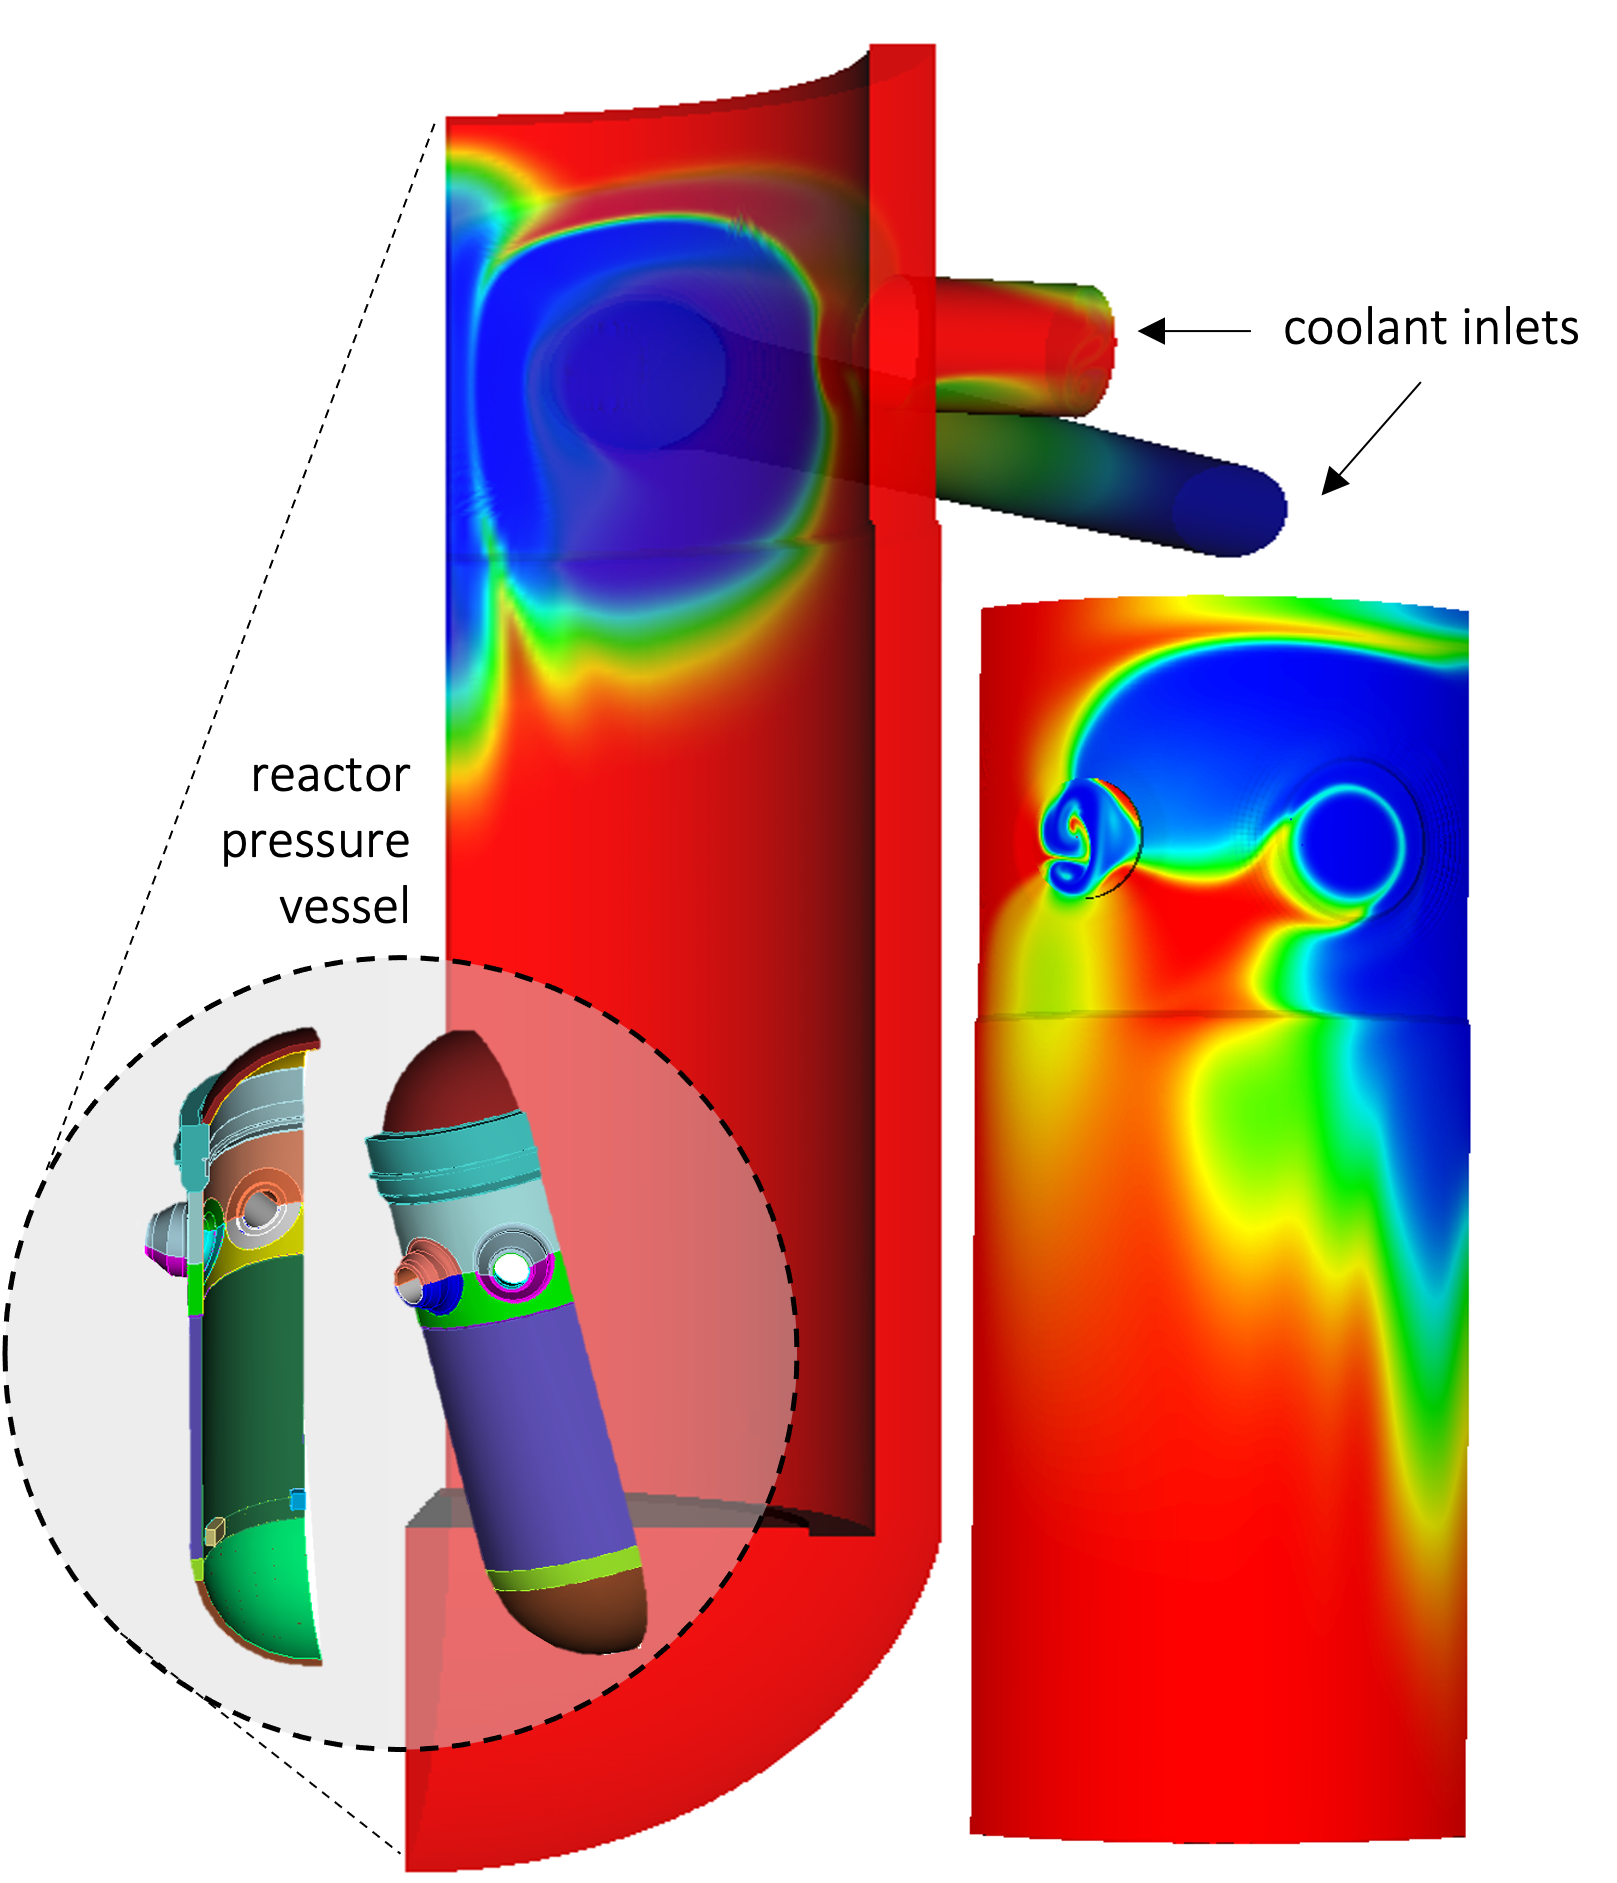 coolant inlets
reactor
pressure
vessel